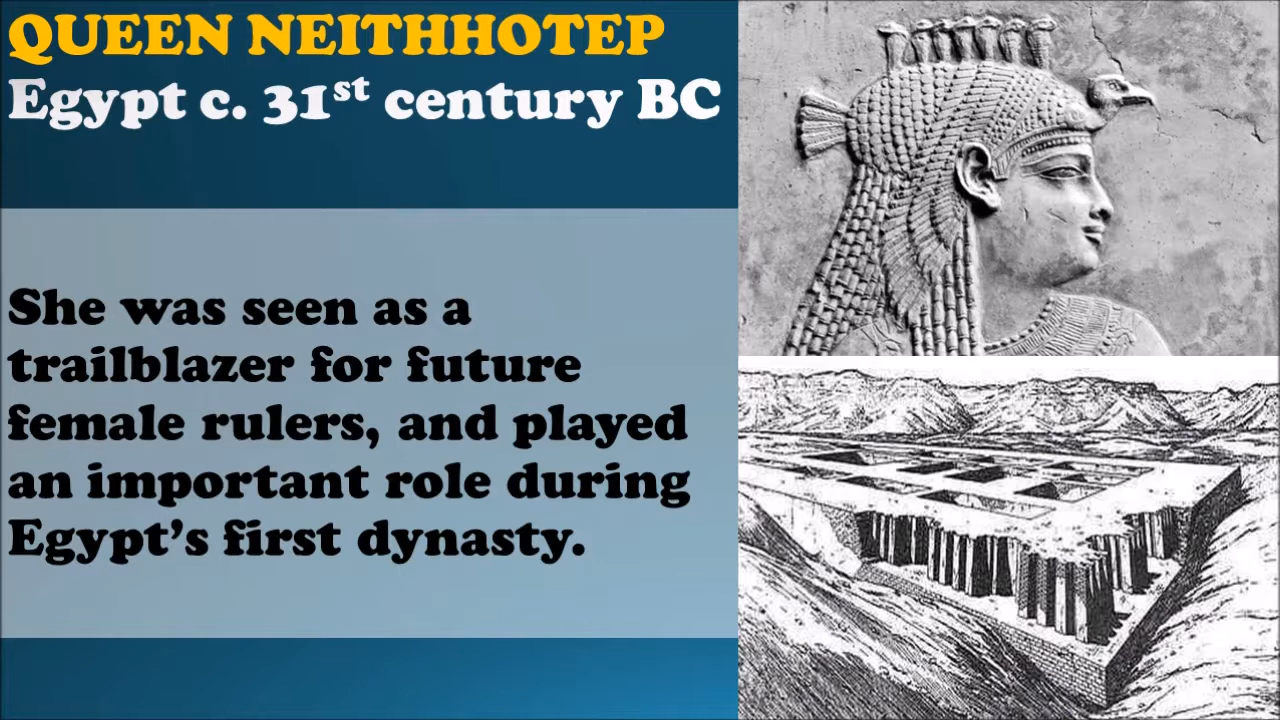 QUEEN NEITHHOTEP
Egypt c. 31st century BC
She was seen as a
trailblazer for future
female rulers, and played
an important role during
Egypt’s first dynasty.